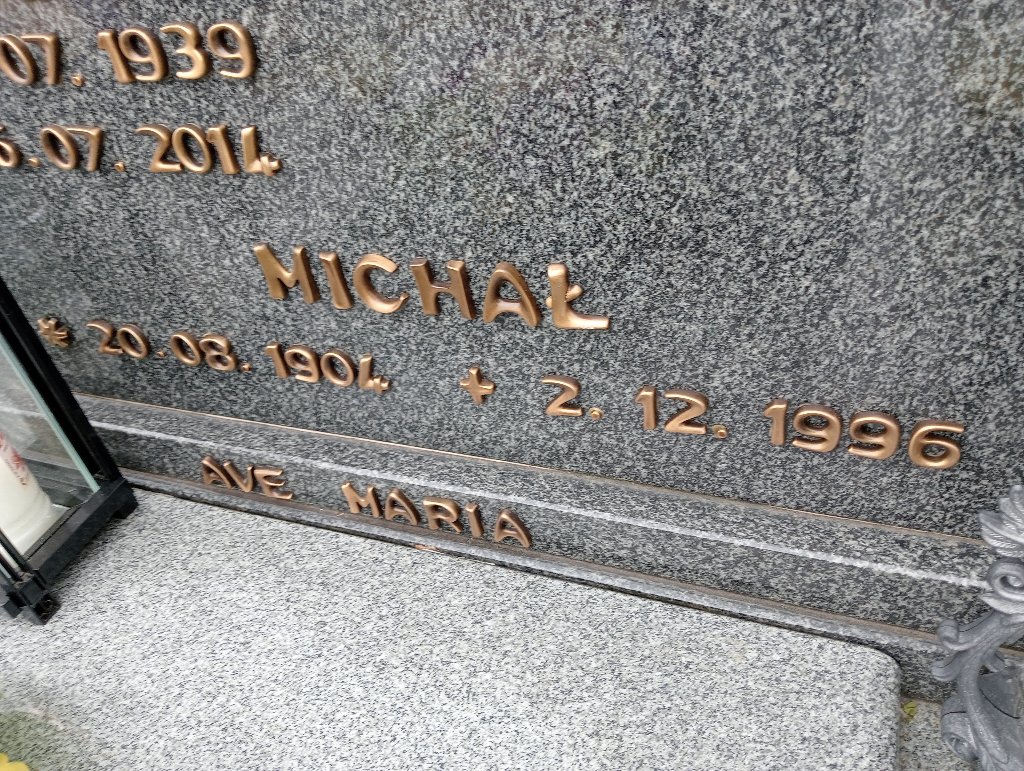 07. 1939
.07. 2014
MICHAŁ
* 20.08. 1904 + 2. 12. 1996
AVE MARIA